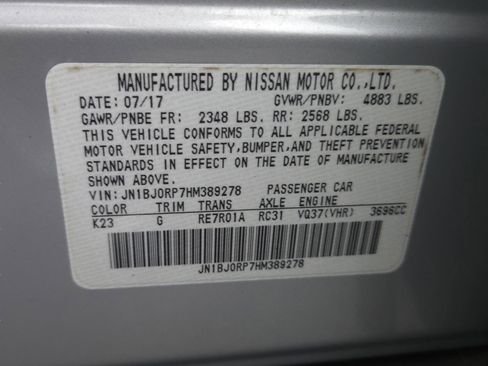 MANUFACTURED BY NISSAN MOTOR CO.,LTD.
DATE: 07/17 GVWR/PNBV: 4883 LBS.
GAWR/PNBE FR: 2348 LBS. RR: 2568 LBS.
THIS VEHICLE CONFORMS TO ALL APPLICABLE FEDERAL
MOTOR VEHICLE SAFETY,BUMPER,AND THEFT PREVENTION
STANDARDS IN EFFECT ON THE DATE OF MANUFACTURE
SHOWN ABOVE.
VIN: JN1BJ0RP7HM389278 PASSENGER CAR
COLOR TRIM TRANS AXLE ENGINE
K23 G RE7R01A RC31 VQ37(VHR) 3696CC
JN1BJ0RP7HM389278